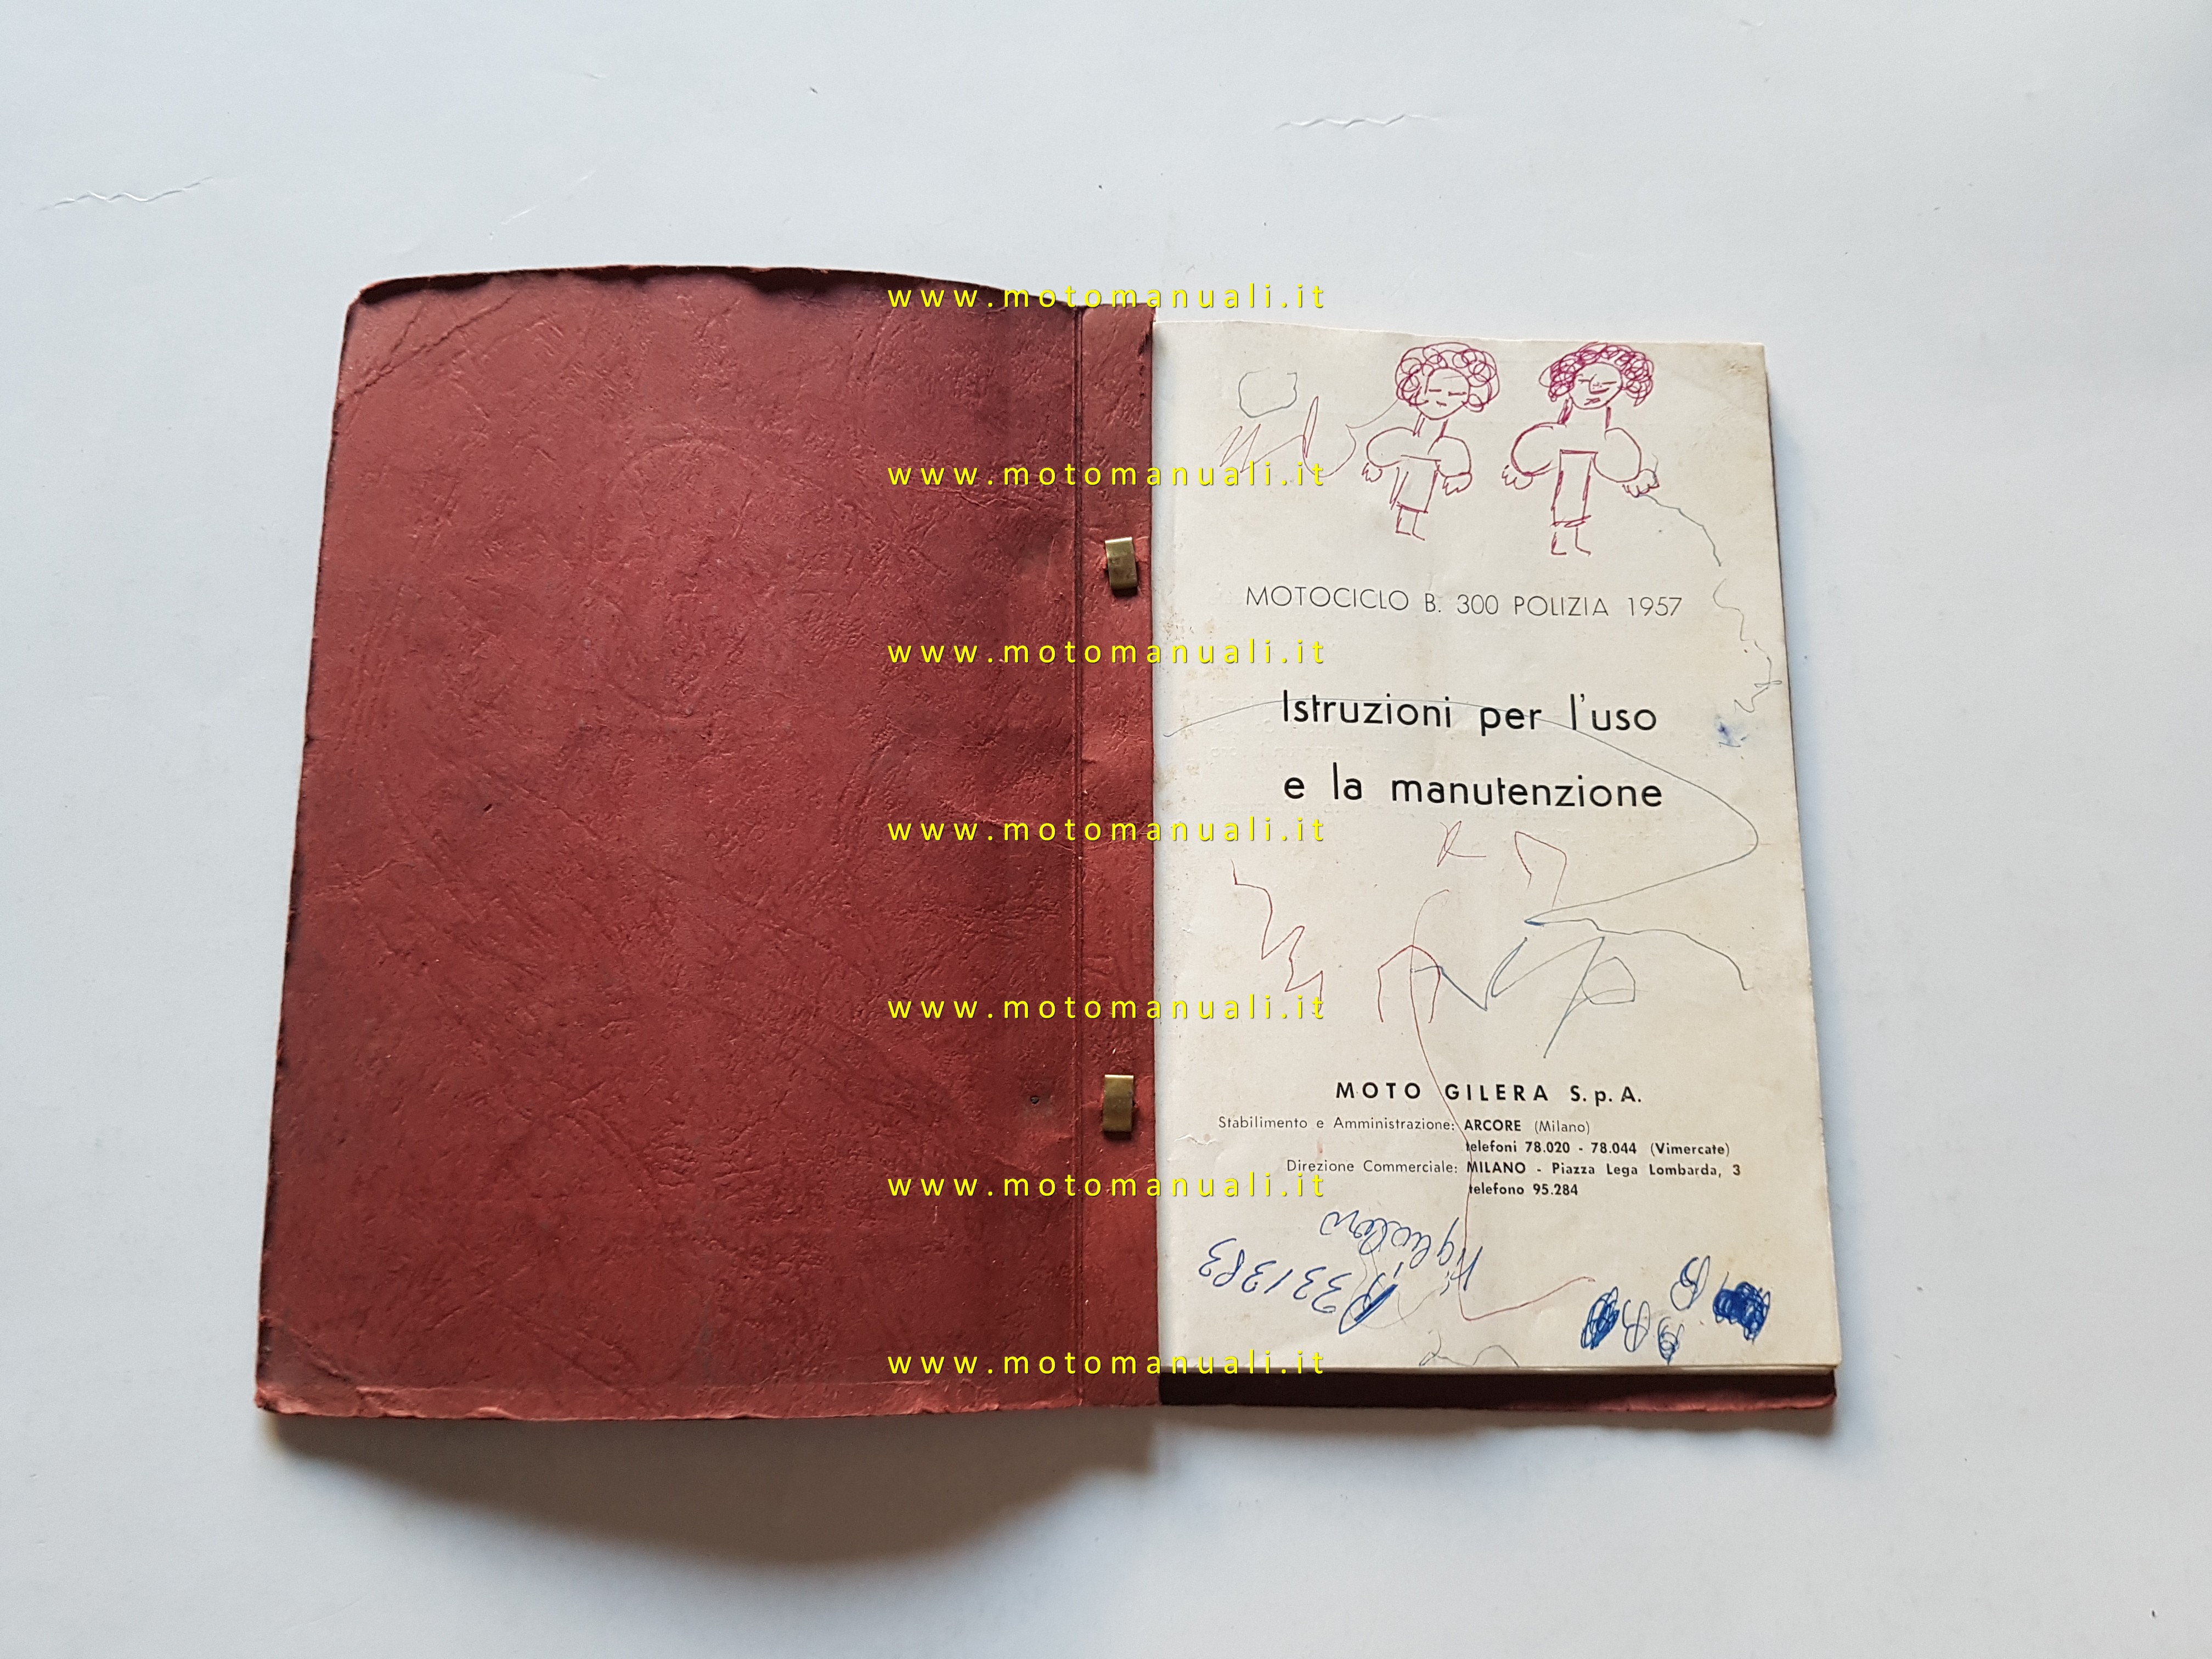 www.motomanuali.it
www.motomanuali.it
MOTOCICLO B. 300 POLIZIA 1957
www.motomanuali.it
Istruzioni per l'uso
e la manutenzione
www.motomanuali.it
www.motomanuali.it
MOTO GILERA S.p.A.
Stabilimento e Amministrazione: ARCORE (Milano)
telefoni 78.020 - 78.044 (Vimercate)
Direzione Commerciale: MILANO - Piazza Lega Lombarda, 3
www.motomanuali.it
telefono 95.284
331383
www.motomanuali.it